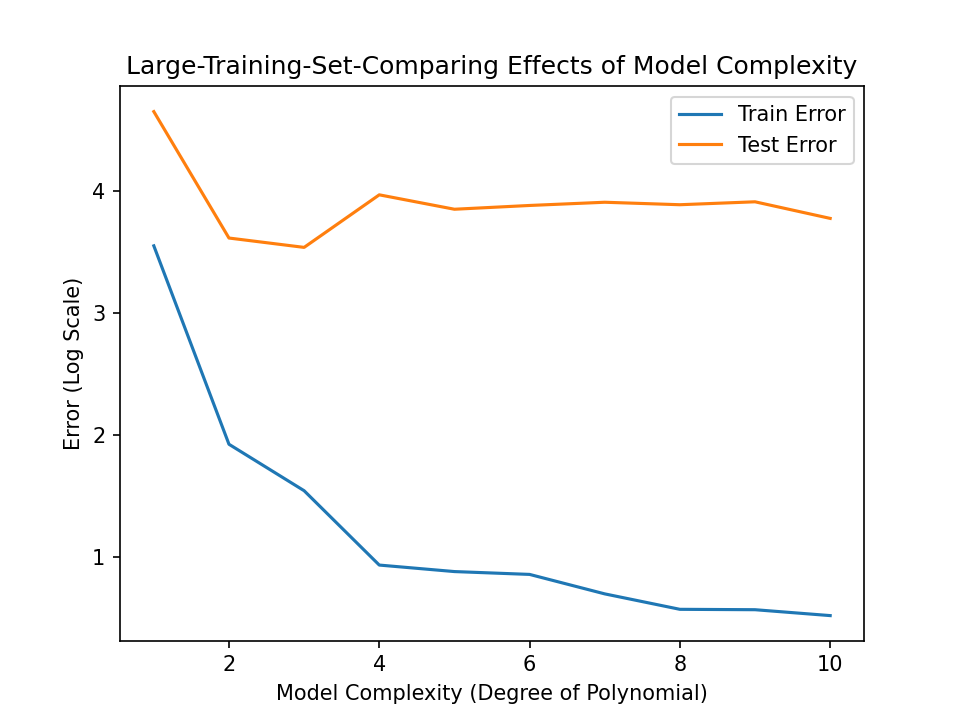 Large-Training-Set-Comparing Effects of Model Complexity
Train Error
Test Error
Error (Log Scale)
4
3
2
1
2
4
6
8
10
Model Complexity (Degree of Polynomial)